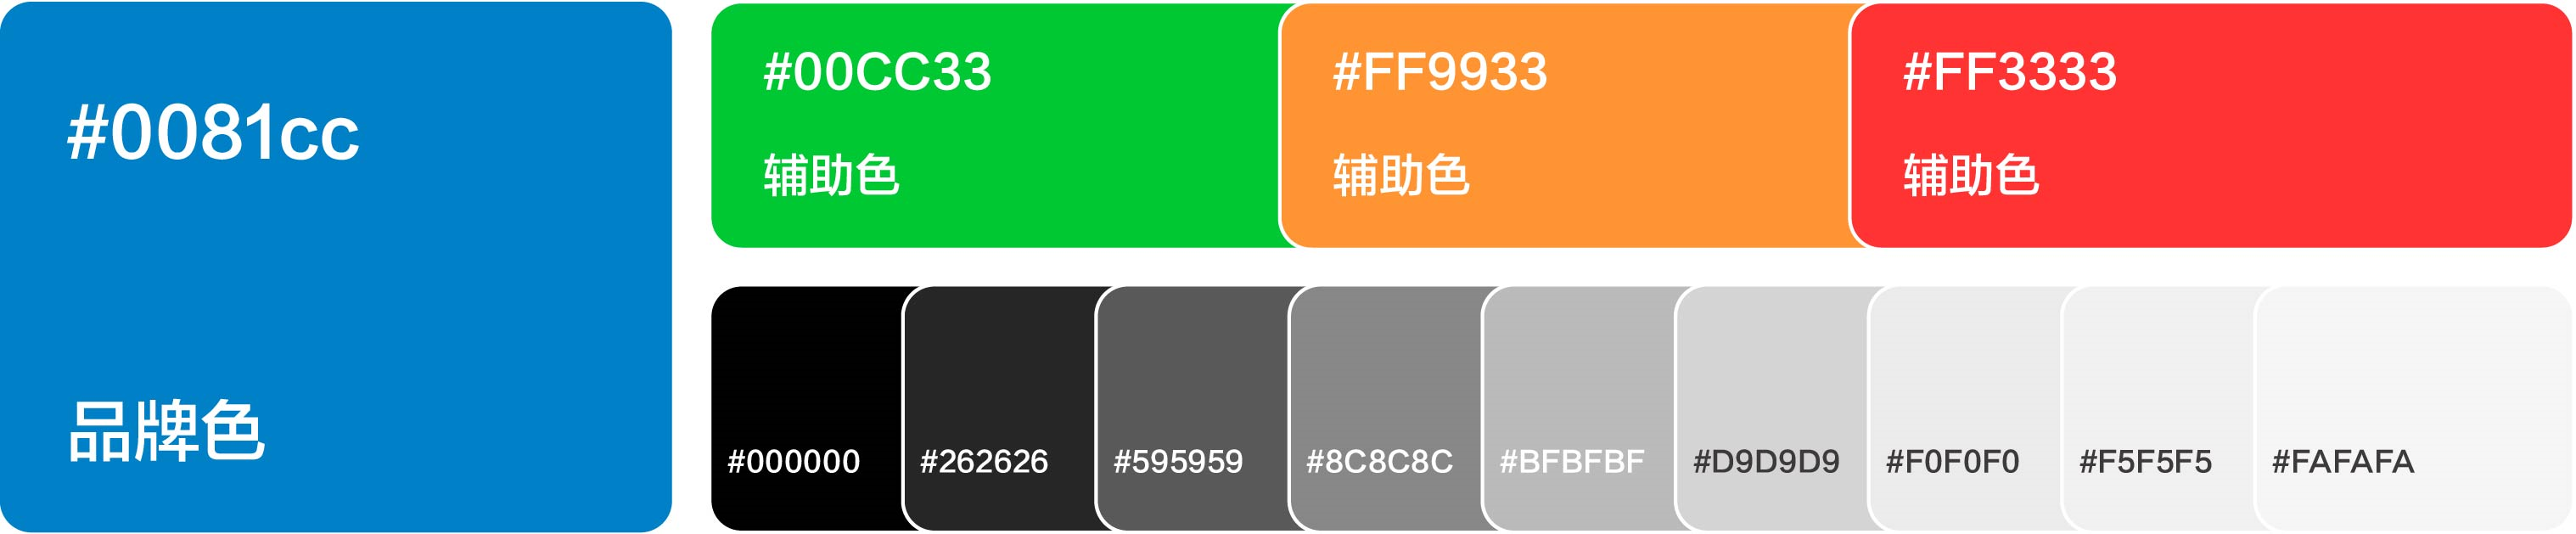 #0081cc
品牌色
#00CC33
辅助色
#FF9933
辅助色
#FF3333
辅助色
#000000
#262626
#595959
#8C8C8C
#BFBFBF
#D9D9D9
#F0F0F0
#F5F5F5
#FAFAFA